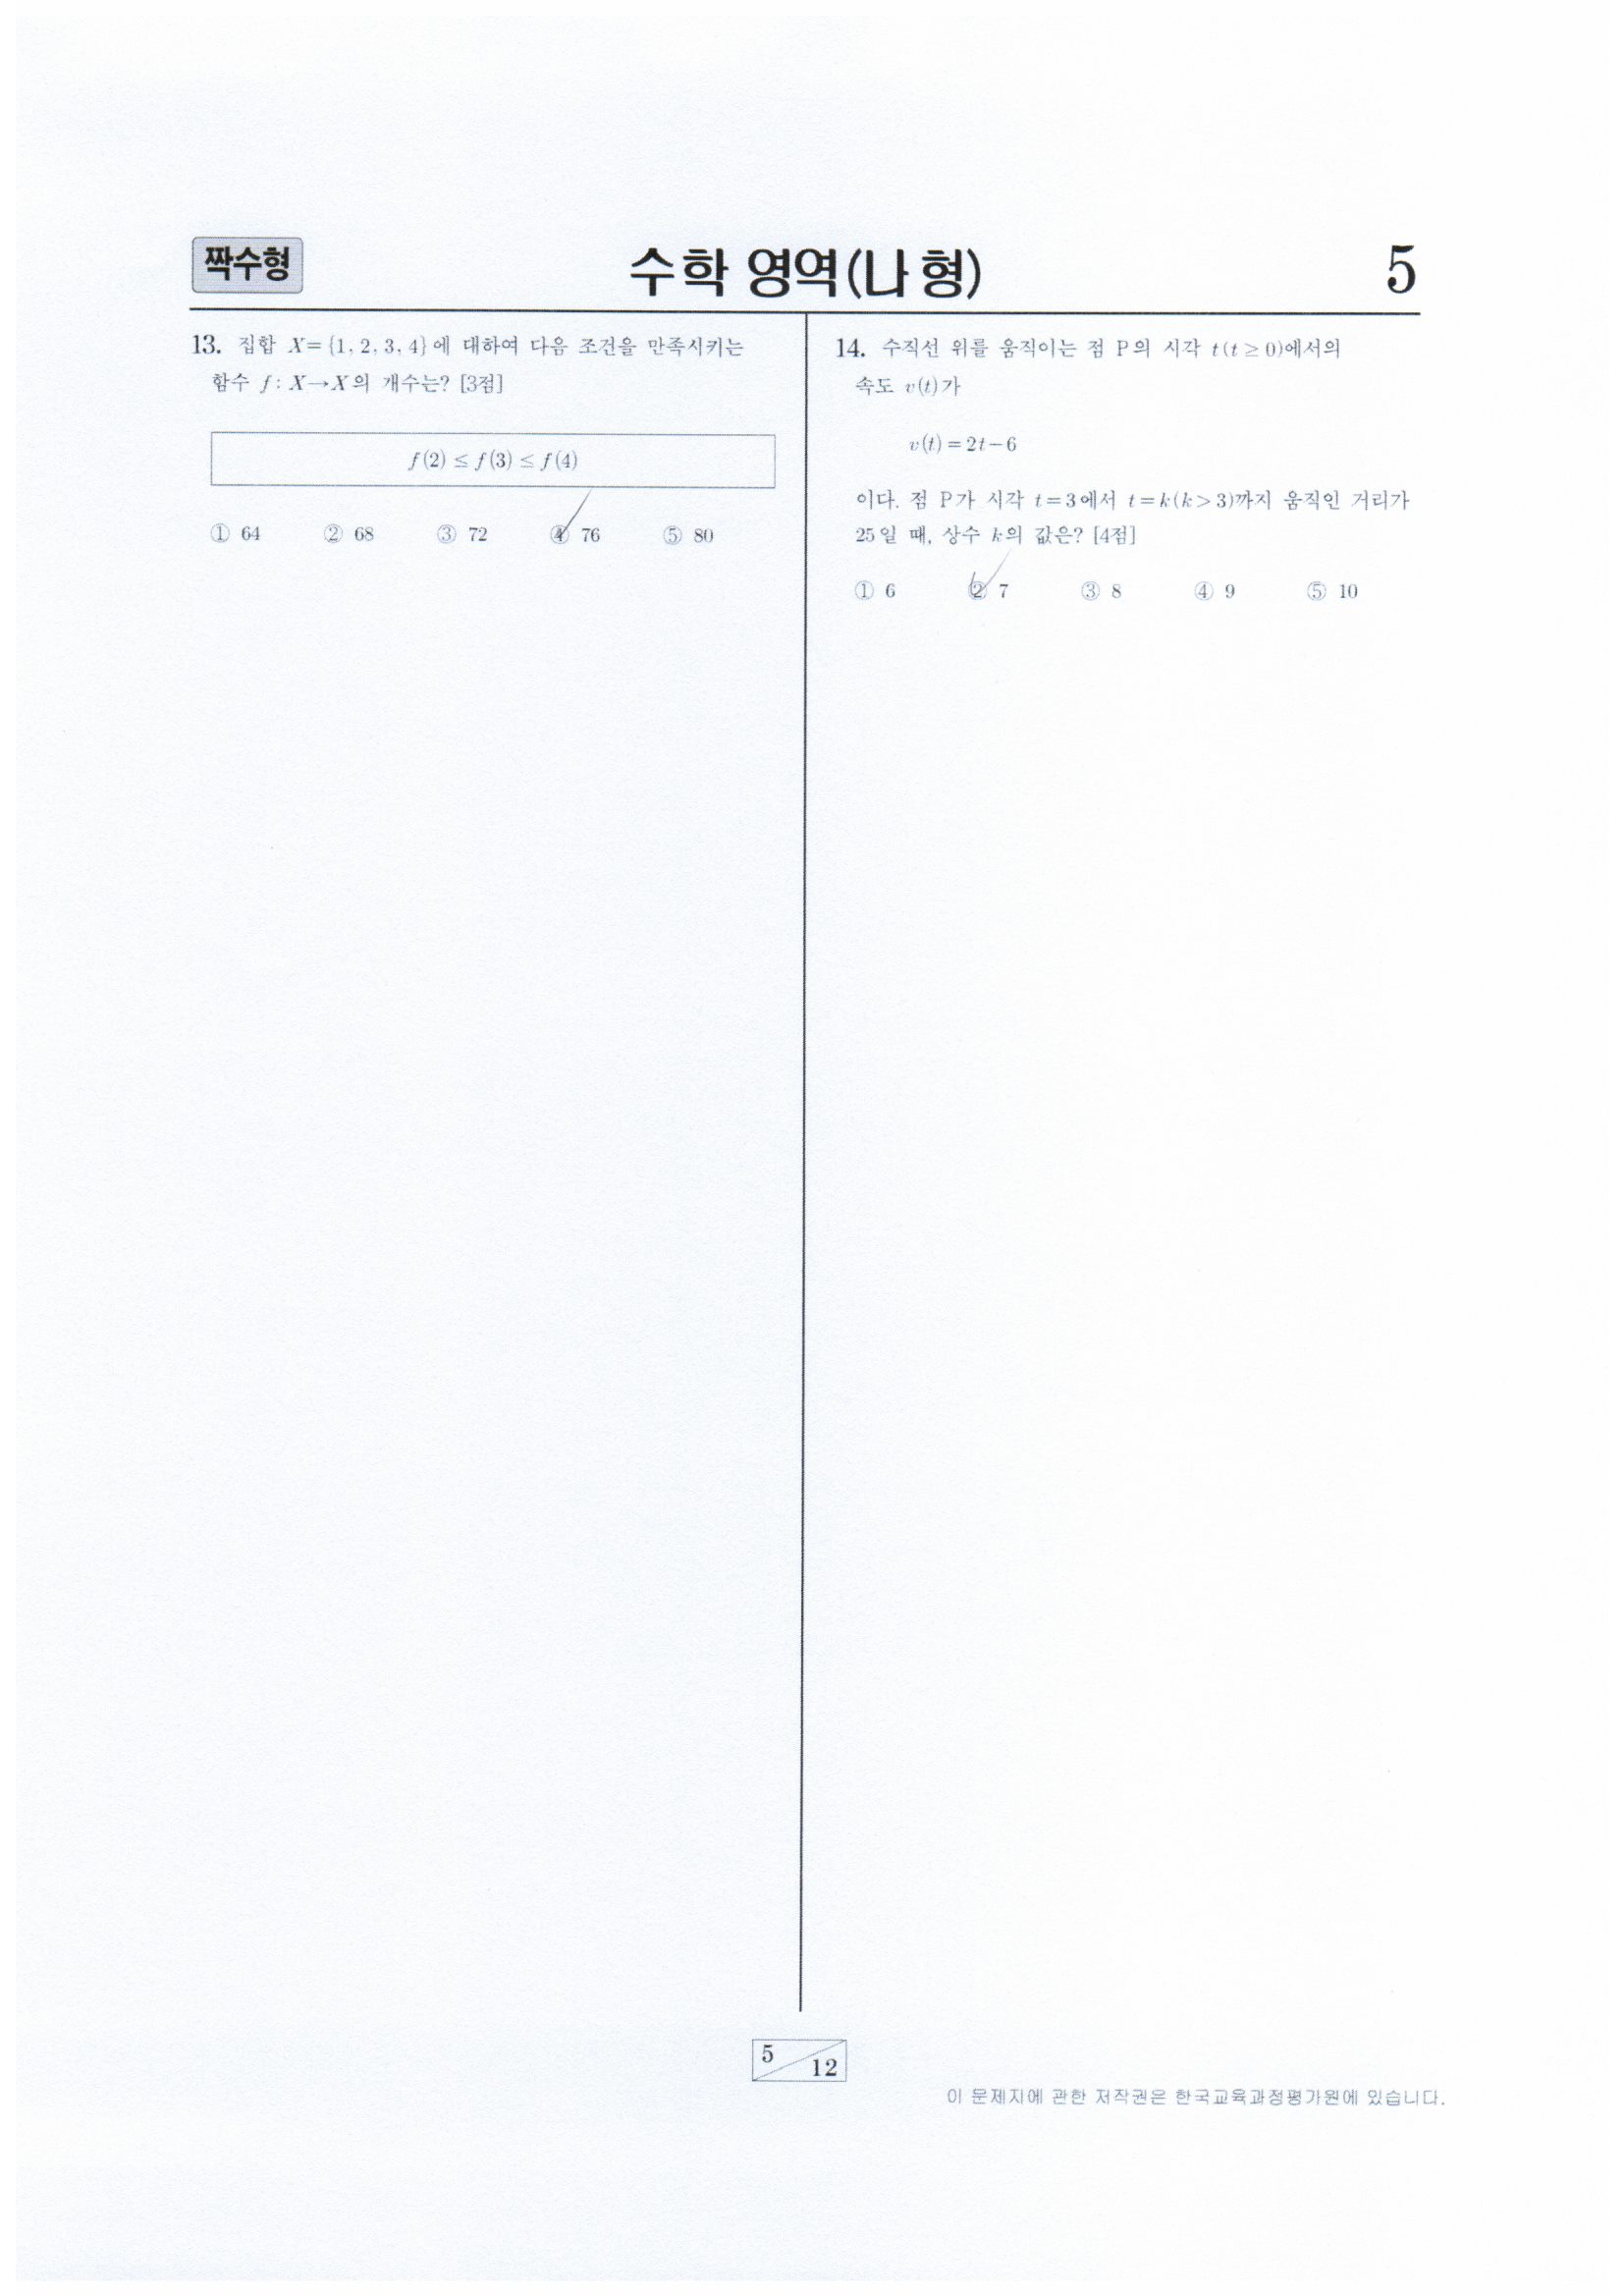 짝수형
수학 영역(나 형)
5
13. 집합 X={1, 2, 3, 4}에 대하여 다음 조건을 만족시키는
함수 f : X→X의 개수는? [3점]
f(2) ≤ f(3) ≤ f(4)
① 64 ② 68 ③ 72 ④ 76 ⑤ 80
14. 수직선 위를 움직이는 점 P의 시각 t(t ≥ 0)에서의
속도 v(t)가
v(t) = 2t − 6
이다. 점 P가 시각 t = 3에서 t = k(k > 3)까지 움직인 거리가
25일 때, 상수 k의 값은? [4점]
① 6 ② 7 ③ 8 ④ 9 ⑤ 10
5
12
이 문제지에 관한 저작권은 한국교육과정평가원에 있습니다.